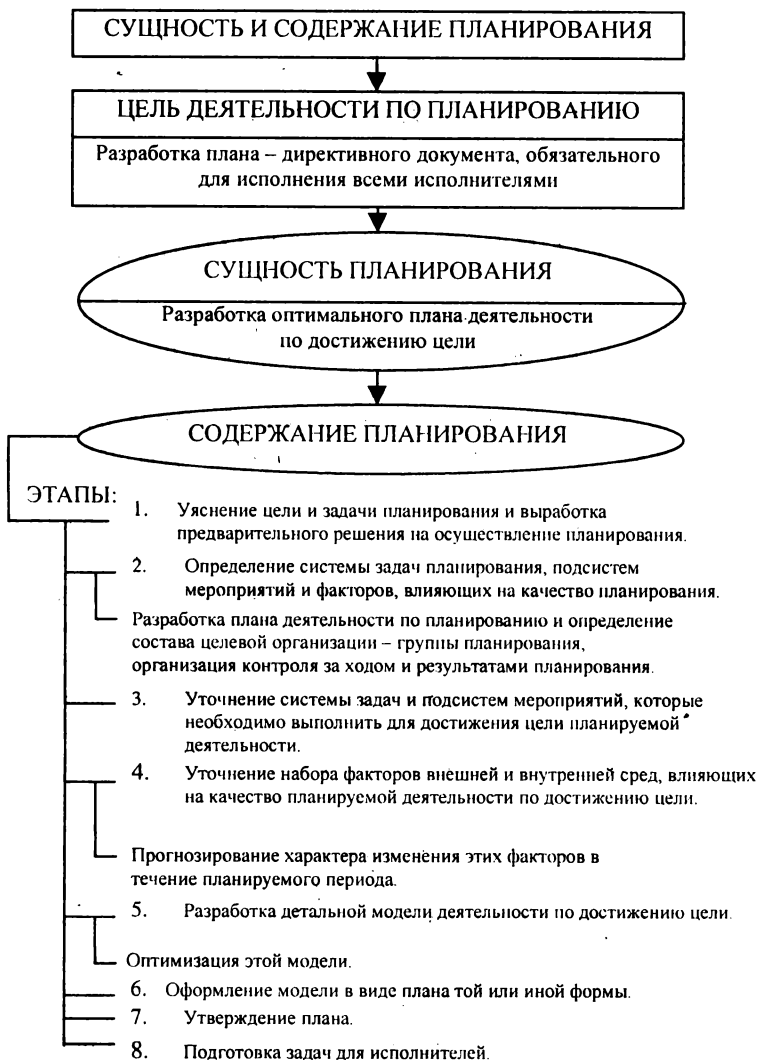 СУЩНОСТЬ И СОДЕРЖАНИЕ ПЛАНИРОВАНИЯ
ЦЕЛЬ ДЕЯТЕЛЬНОСТИ ПО ПЛАНИРОВАНИЮ
Разработка плана – директивного документа, обязательного
для исполнения всеми исполнителями
СУЩНОСТЬ ПЛАНИРОВАНИЯ
Разработка оптимального плана деятельности
по достижению цели
СОДЕРЖАНИЕ ПЛАНИРОВАНИЯ
ЭТАПЫ:
1. Уяснение цели и задачи планирования и выработка
предварительного решения на осуществление планирования.
2. Определение системы задач планирования, подсистем
мероприятий и факторов, влияющих на качество планирования.
Разработка плана деятельности по планированию и определение
состава целевой организации – группы планирования,
организация контроля за ходом и результатами планирования.
3. Уточнение системы задач и подсистем мероприятий, которые
необходимо выполнить для достижения цели планируемой
деятельности.
4. Уточнение набора факторов внешней и внутренней сред, влияющих
на качество планируемой деятельности по достижению цели.
Прогнозирование характера изменения этих факторов в
течение планируемого периода.
5. Разработка детальной модели деятельности по достижению цели.
Оптимизация этой модели.
6. Оформление модели в виде плана той или иной формы.
7. Утверждение плана.
8. Подготовка задач для исполнителей.